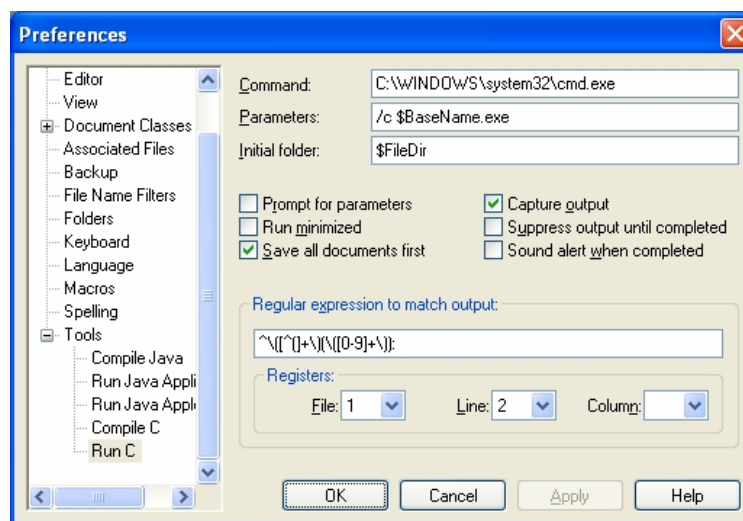 Preferences
Editor
View
Document Classes
Associated Files
Backup
File Name Filters
Folders
Keyboard
Language
Macros
Spelling
Tools
Compile Java
Run Java Appli
Run Java Appl
Compile C
Run C
Command: C:\WINDOWS\system32\cmd.exe
Parameters: /c $BaseName.exe
Initial folder: $FileDir
Prompt for parameters
Run minimized
Save all documents first
Capture output
Suppress output until completed
Sound alert when completed
Regular expression to match output:
^\([^(]+\)(\([0-9]+\)):
Registers:
File: 1 Line: 2 Column:
OK Cancel Apply Help